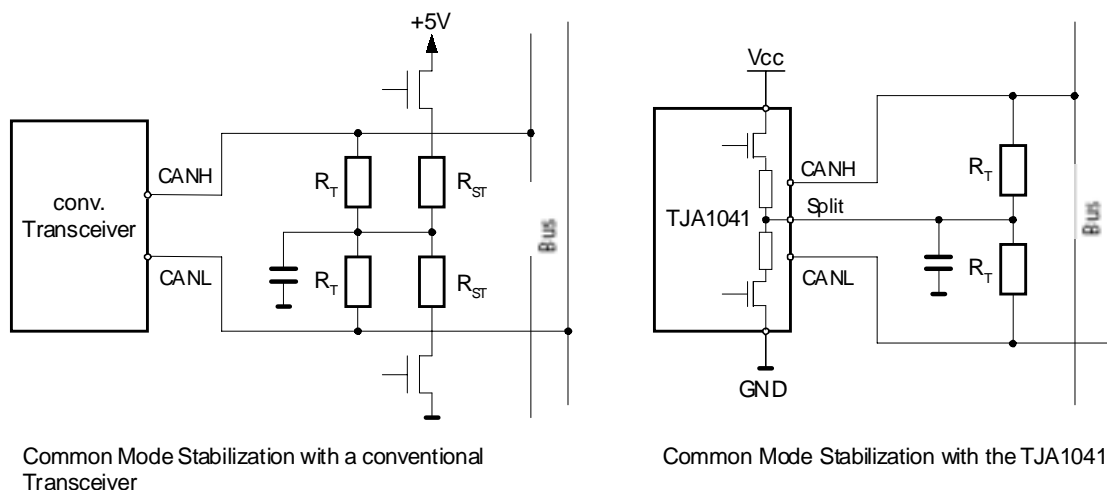 +5V
conv.
Transceiver
CANH
CANL
R_T
R_ST
R_T
R_ST
Bus
Common Mode Stabilization with a conventional
Transceiver
Vcc
TJA1041
CANH
Split
CANL
R_T
R_T
Bus
GND
Common Mode Stabilization with the TJA1041